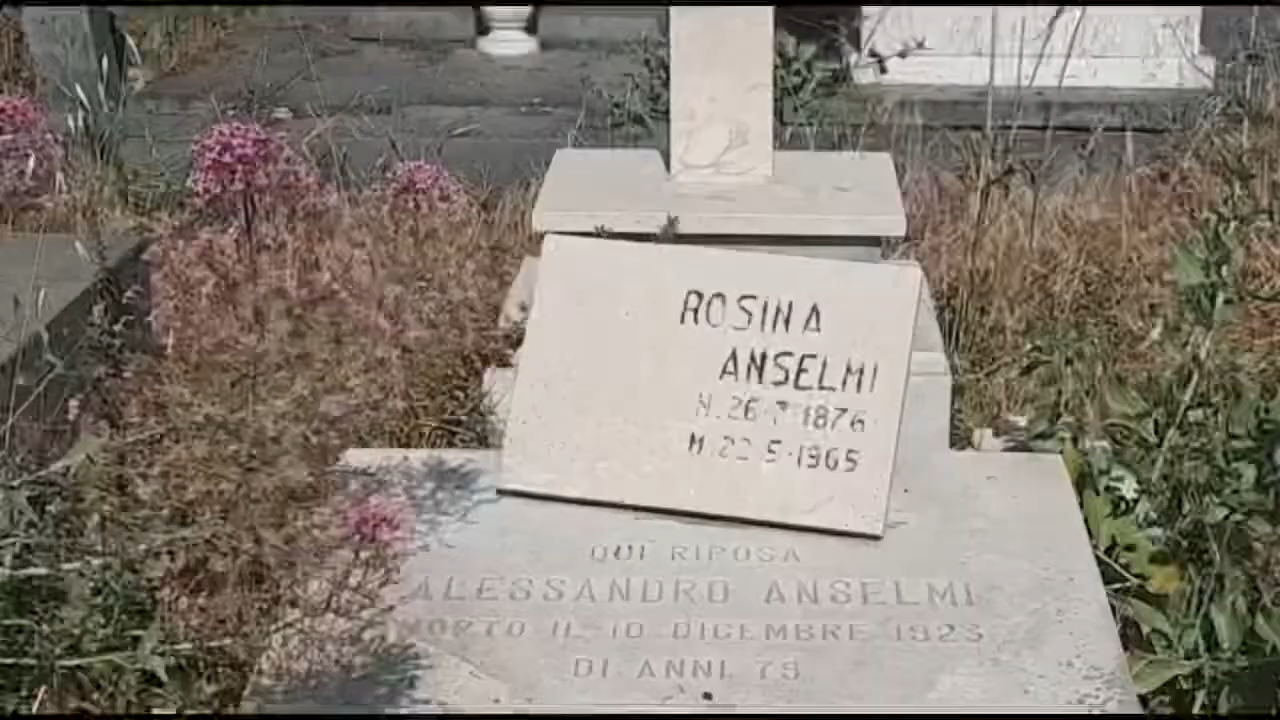 ROSINA
ANSELMI
N. 26·7·1876
M. 22·5·1965
QUI RIPOSA
ALESSANDRO ANSELMI
MORTO IL 10 DICEMBRE 1923
DI ANNI 79